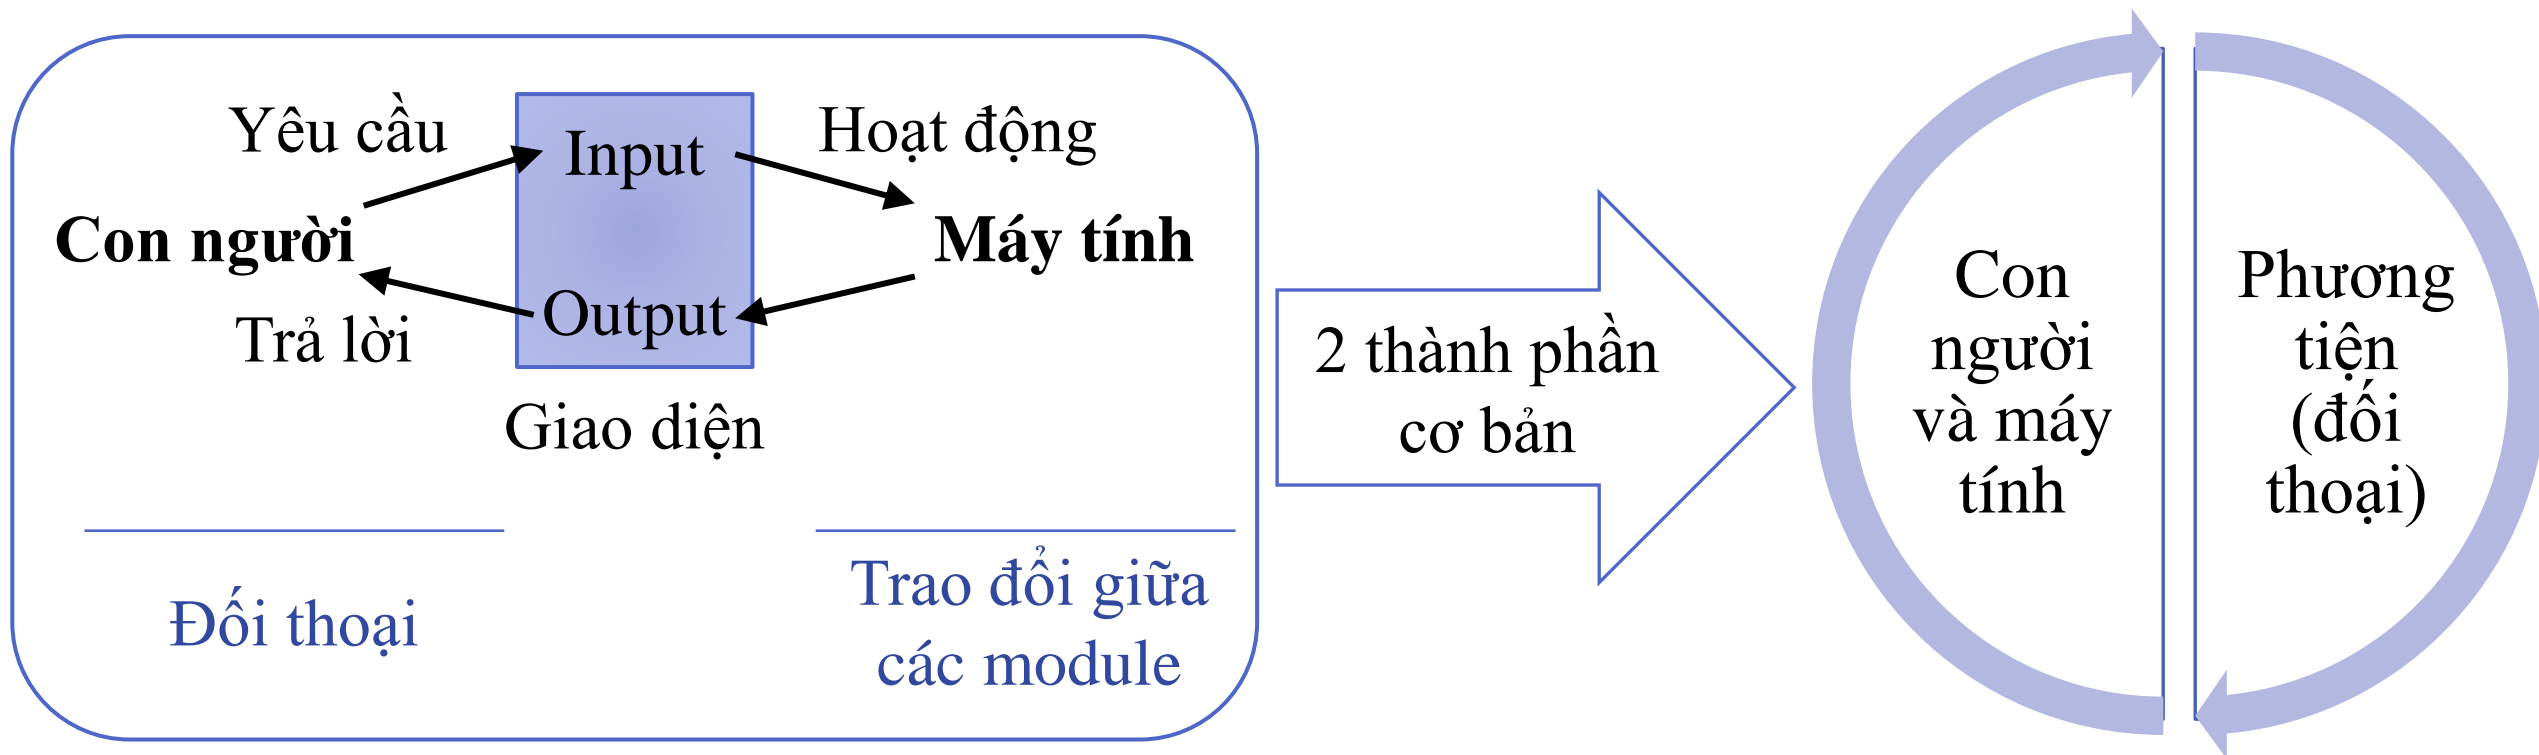 Yêu cầu
Input
Hoạt động
Con người
Máy tính
Trả lời
Output
Giao diện
Đối thoại
Trao đổi giữa
các module
2 thành phần
cơ bản
Con
người
và máy
tính
Phương
tiện
(đối
thoại)